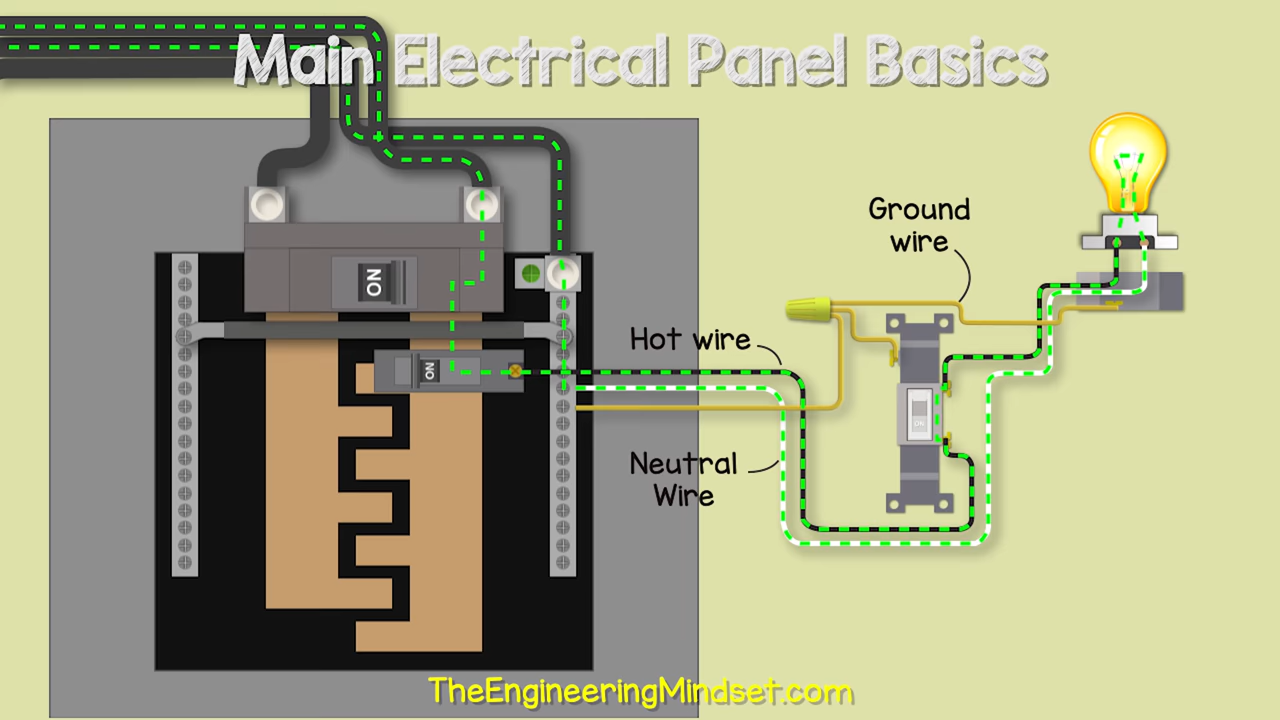 Main Electrical Panel Basics
Ground
wire
ON
Hot wire
ON
ON
Neutral
Wire
TheEngineeringMindset.com